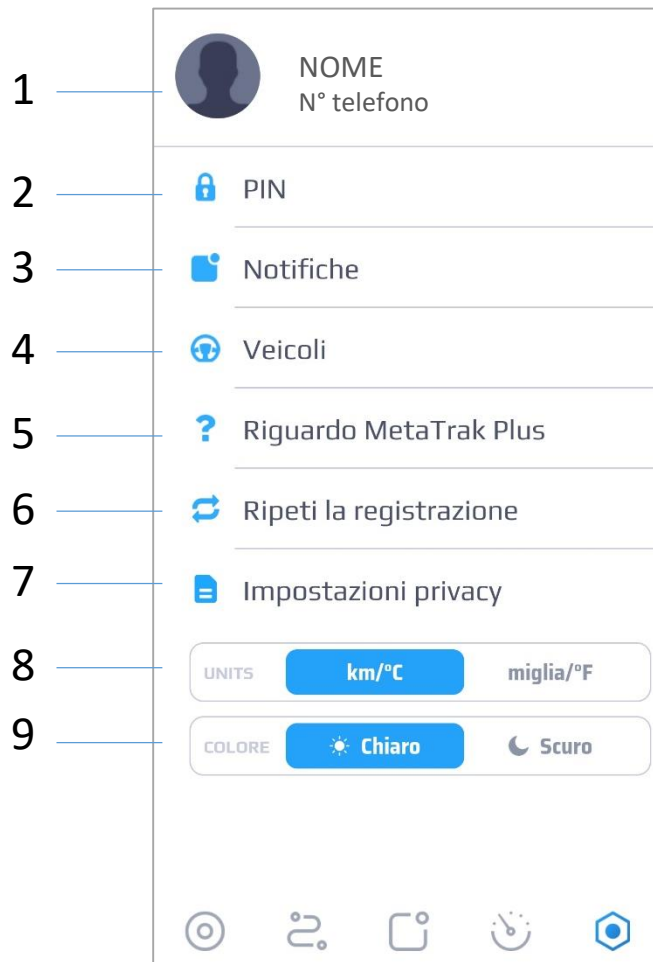 1
NOME
N° telefono
2
PIN
3
Notifiche
4
Veicoli
5
?
Riguardo MetaTrak Plus
6
Ripeti la registrazione
7
Impostazioni privacy
8
UNITS km/°C miglia/°F
9
COLORE Chiaro Scuro